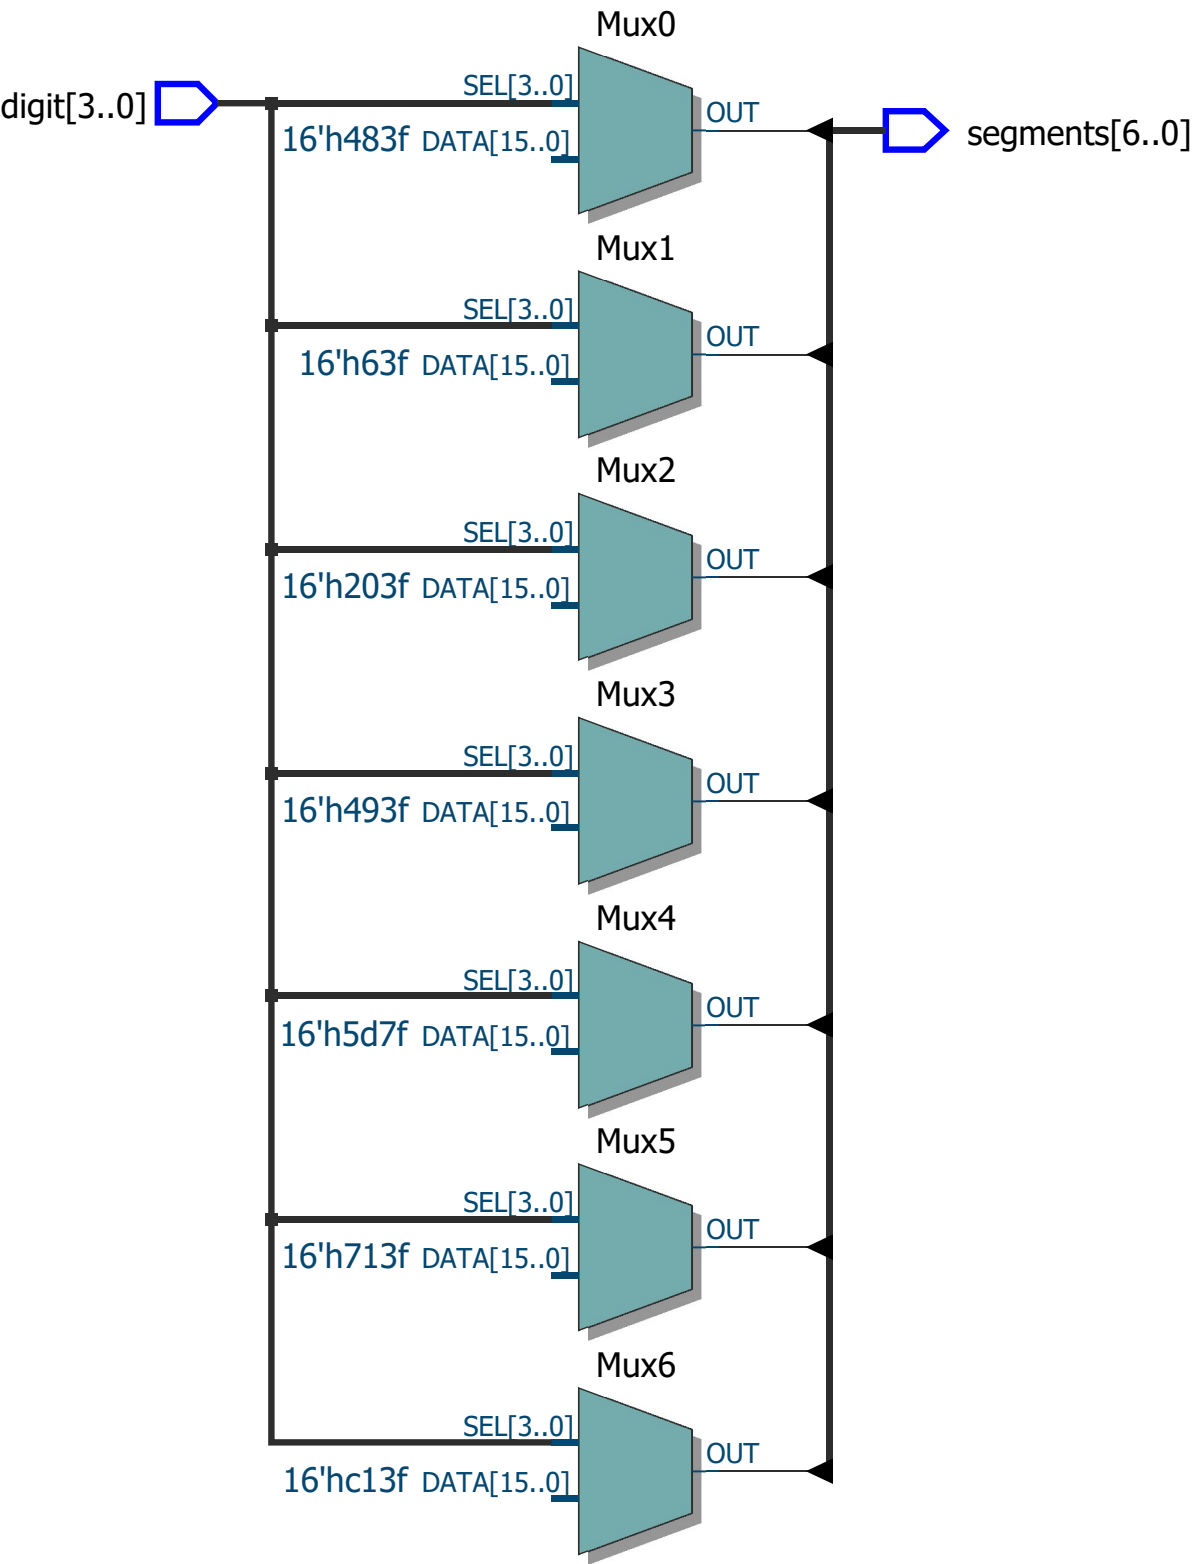 Mux0
digit[3..0]
SEL[3..0]
16'h483f DATA[15..0]
OUT
segments[6..0]
Mux1
SEL[3..0]
16'h63f DATA[15..0]
OUT
Mux2
SEL[3..0]
16'h203f DATA[15..0]
OUT
Mux3
SEL[3..0]
16'h493f DATA[15..0]
OUT
Mux4
SEL[3..0]
16'h5d7f DATA[15..0]
OUT
Mux5
SEL[3..0]
16'h713f DATA[15..0]
OUT
Mux6
SEL[3..0]
16'hc13f DATA[15..0]
OUT